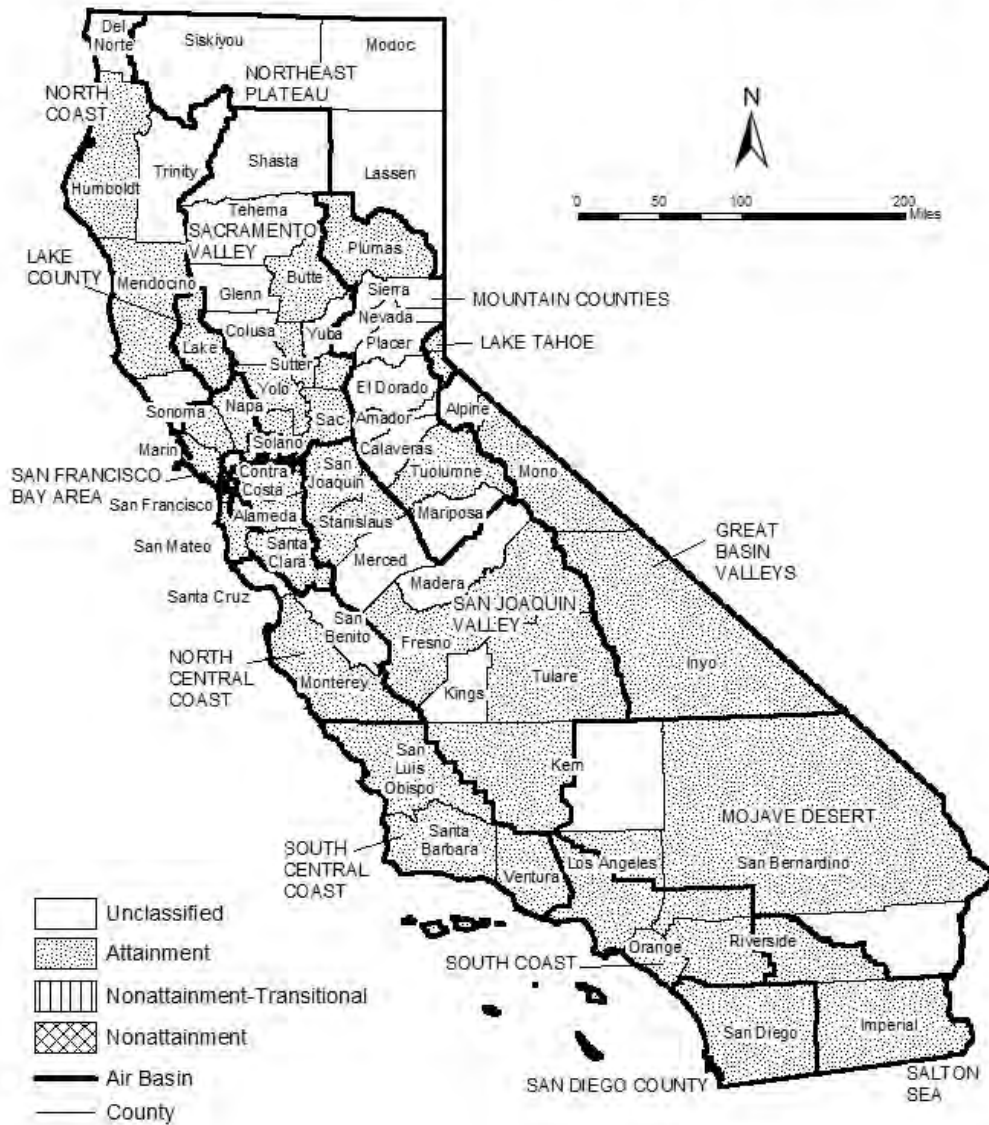 Del
Norte
Siskiyou
Modoc
NORTHEAST
PLATEAU
NORTH
COAST
N
Shasta
Trinity
Lassen
Humboldt
0 50 100 200
Miles
Tehema
SACRAMENTO
VALLEY
Plumas
LAKE
COUNTY
Mendocino
Butte
Glenn
Sierra
MOUNTAIN COUNTIES
Nevada
Colusa
Yuba
Placer
LAKE TAHOE
Lake
Sutter
Yolo
El Dorado
Napa
Alpine
Sonoma
Sac
Amador
Solano
Marin
Calaveras
Mono
SAN FRANCISCO
BAY AREA
Contra
Costa
San
Joaquin
Tuolumne
San Francisco
Alameda
Stanislaus
Mariposa
GREAT
BASIN
VALLEYS
San Mateo
Santa
Clara
Merced
Madera
Santa Cruz
San
Benito
SAN JOAQUIN
VALLEY
Fresno
NORTH
CENTRAL
COAST
Inyo
Monterey
Kings
Tulare
San
Luis
Obispo
Kern
MOJAVE DESERT
Santa
Barbara
SOUTH
CENTRAL
COAST
Los Angeles
San Bernardino
Ventura
Unclassified
Orange
Riverside
Attainment
SOUTH COAST
Nonattainment-Transitional
San Diego
Imperial
Nonattainment
Air Basin
SAN DIEGO COUNTY
SALTON
SEA
County